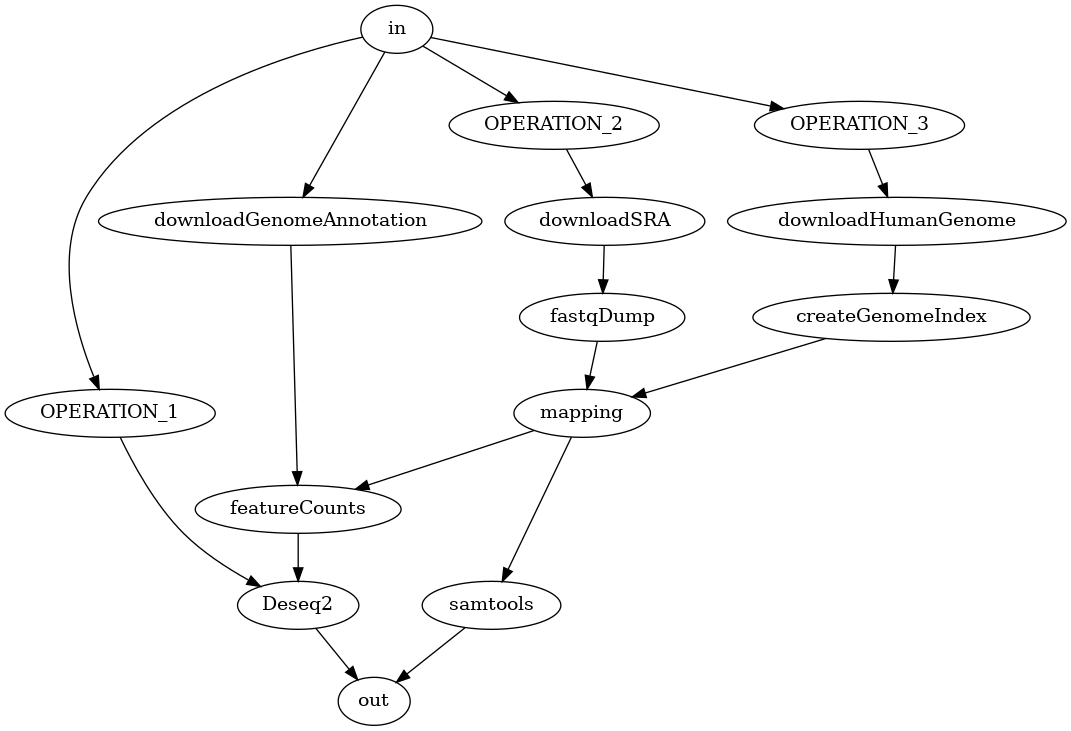 in
OPERATION_2
OPERATION_3
downloadGenomeAnnotation
downloadSRA
downloadHumanGenome
fastqDump
createGenomeIndex
OPERATION_1
mapping
featureCounts
Deseq2
samtools
out